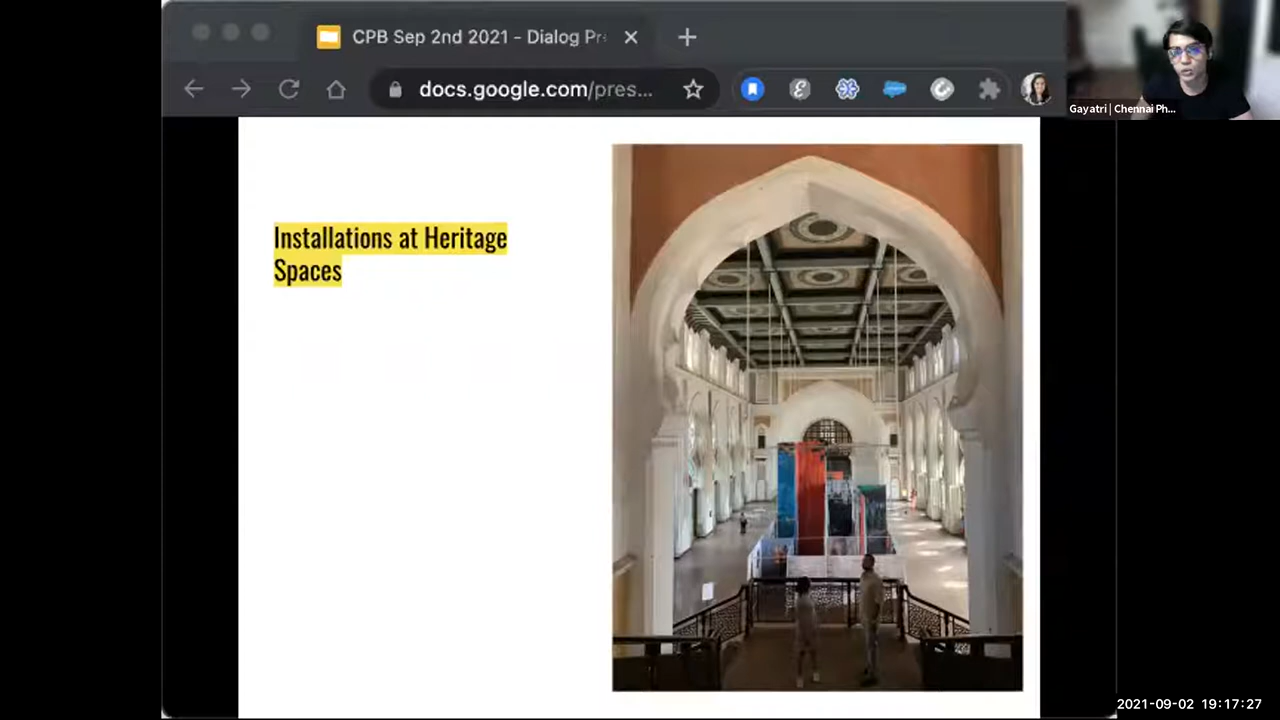 CPB Sep 2nd 2021 - Dialog Pr
docs.google.com/pres...
Gayatri | Chennai Ph...
Installations at Heritage
Spaces
2021-09-02 19:17:27